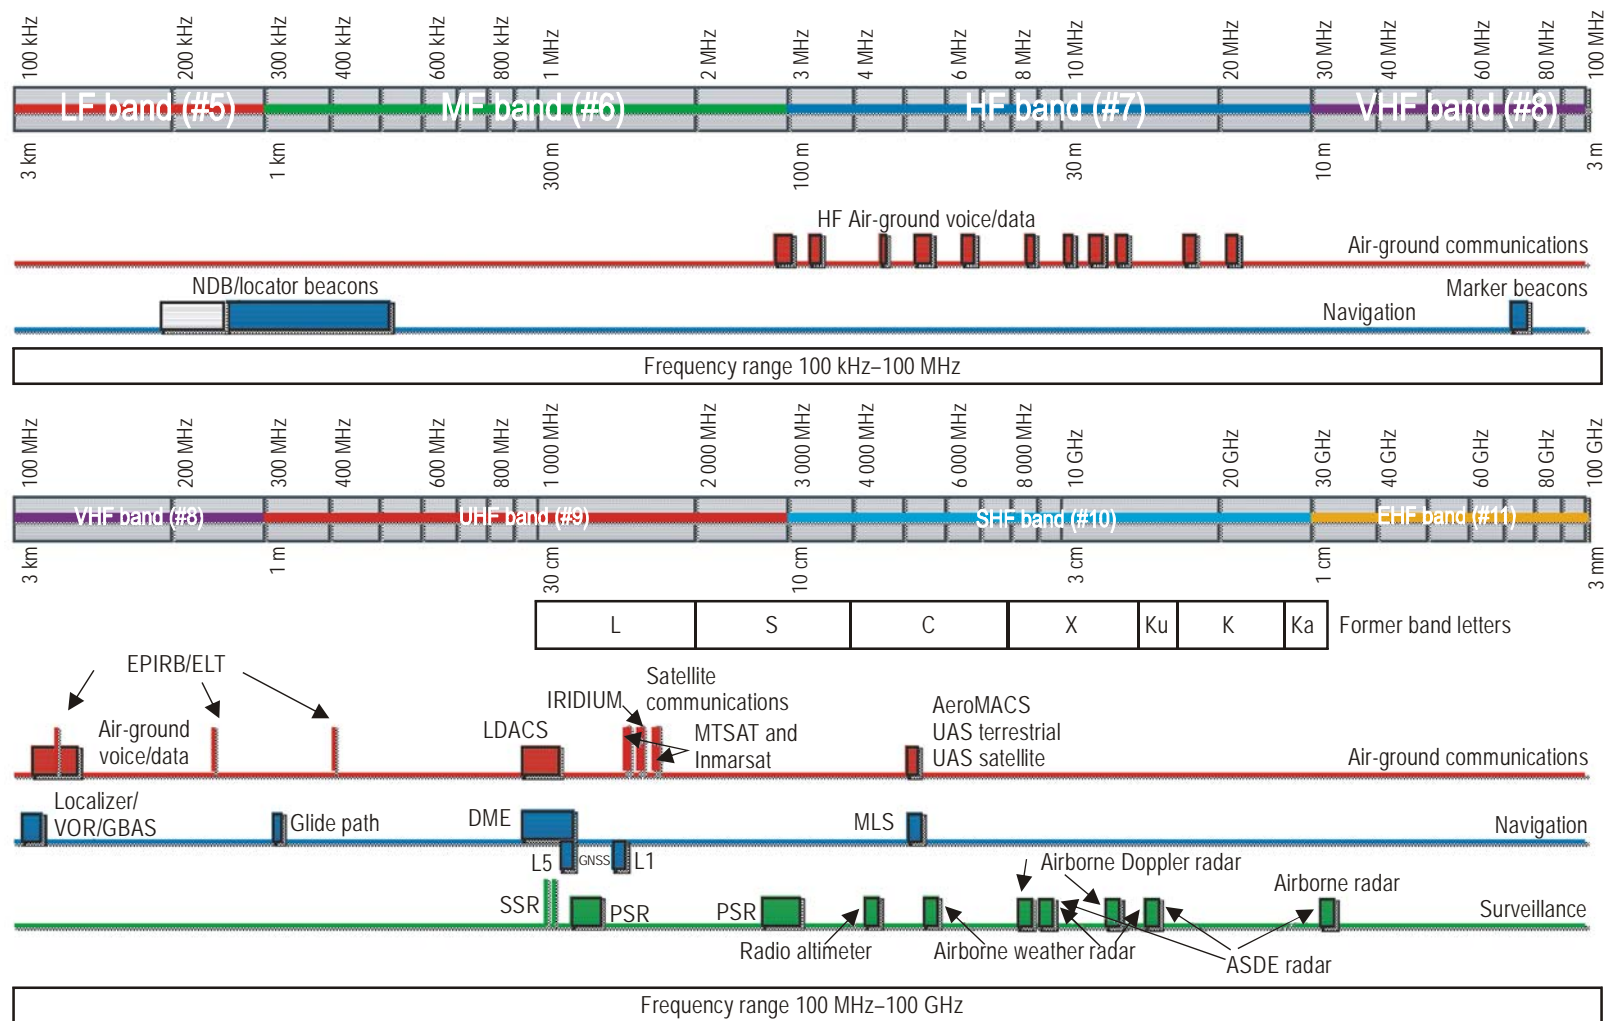 100 kHz 200 kHz 300 kHz 400 kHz 600 kHz 800 kHz 1 MHz 2 MHz 3 MHz 4 MHz 6 MHz 8 MHz 10 MHz 20 MHz 30 MHz 40 MHz 60 MHz 80 MHz 100 MHz
LF band (#5) MF band (#6) HF band (#7) VHF band (#8)
3 km 1 km 300 m 100 m 30 m 10 m 3 m
HF Air-ground voice/data
Air-ground communications
NDB/locator beacons
Marker beacons
Navigation
Frequency range 100 kHz–100 MHz
100 MHz 200 MHz 300 MHz 400 MHz 600 MHz 800 MHz 1 000 MHz 2 000 MHz 3 000 MHz 4 000 MHz 6 000 MHz 8 000 MHz 10 GHz 20 GHz 30 GHz 40 GHz 60 GHz 80 GHz 100 GHz
VHF band (#8) UHF band (#9) SHF band (#10) EHF band (#11)
3 km 1 m 30 cm 10 cm 3 cm 1 cm 3 mm
L S C X Ku K Ka Former band letters
EPIRB/ELT
Air-ground
voice/data
LDACS
IRIDIUM
Satellite
communications
MTSAT and
Inmarsat
AeroMACS
UAS terrestrial
UAS satellite
Air-ground communications
Localizer/
VOR/GBAS
Glide path
DME
MLS
Navigation
L5 GNSS L1
Airborne Doppler radar
Airborne radar
SSR
PSR
PSR
Surveillance
Radio altimeter
Airborne weather radar
ASDE radar
Frequency range 100 MHz–100 GHz